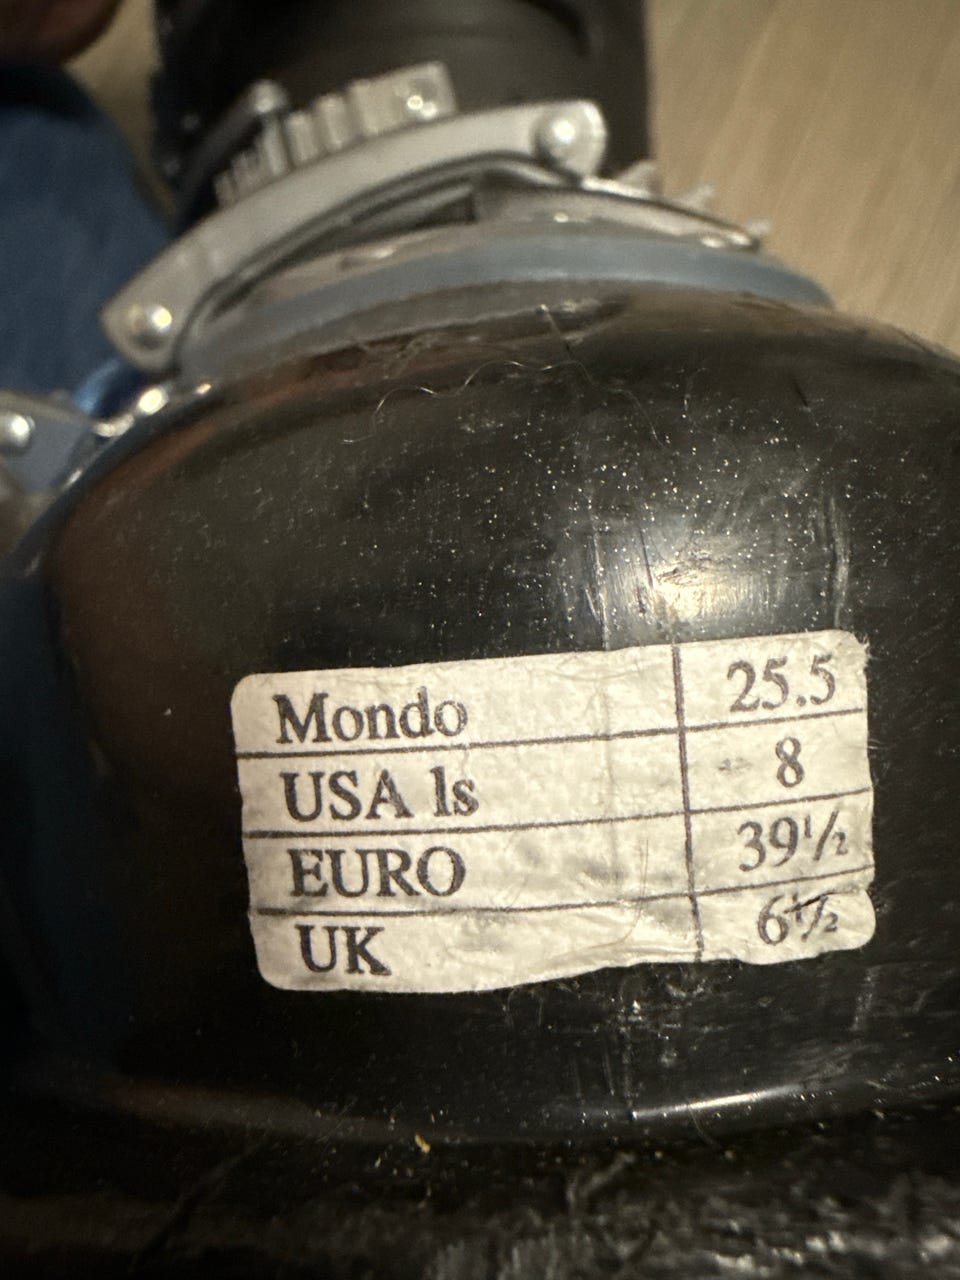 Mondo 25.5
USA ls 8
EURO 39½
UK 6½